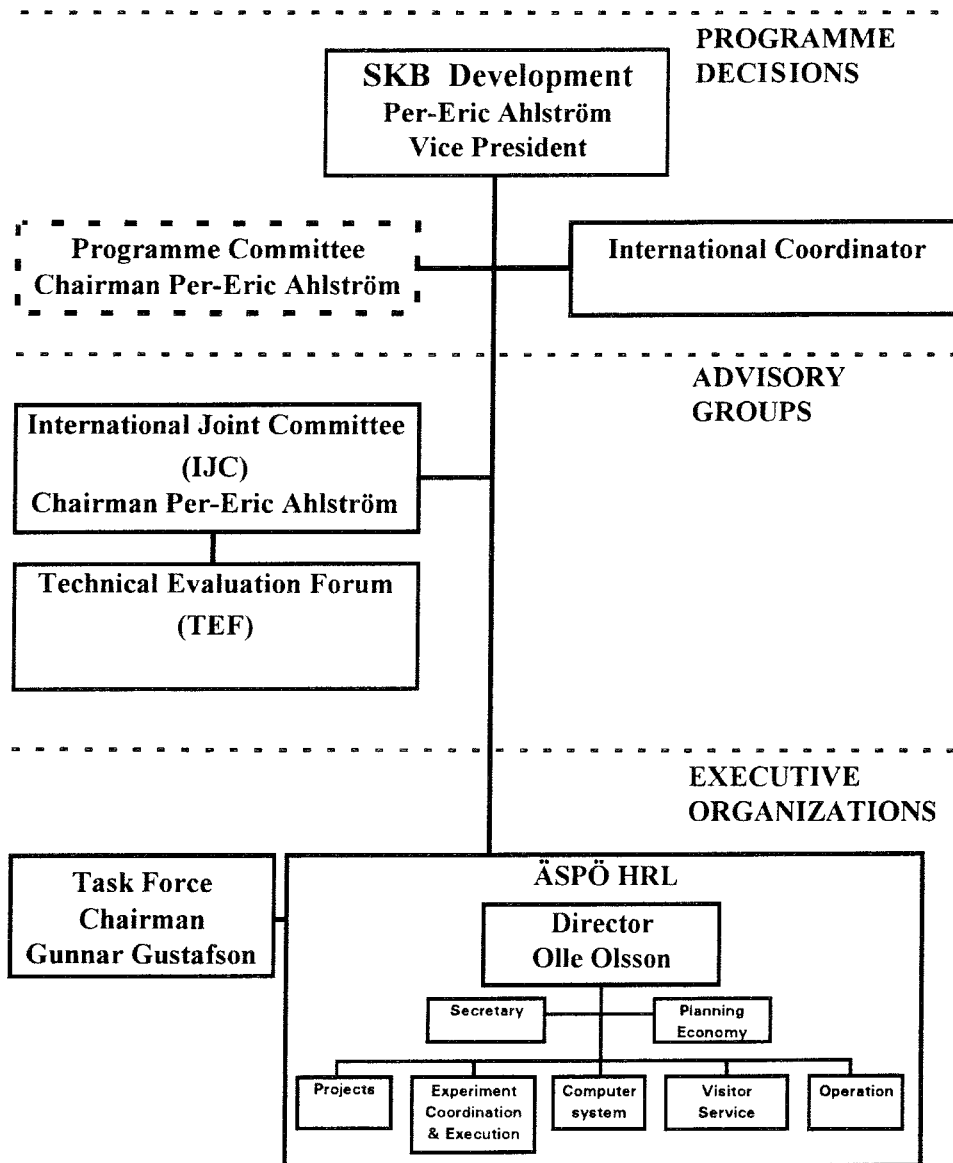 PROGRAMME
DECISIONS
SKB Development
Per-Eric Ahlström
Vice President
Programme Committee
Chairman Per-Eric Ahlström
International Coordinator
ADVISORY
GROUPS
International Joint Committee
(IJC)
Chairman Per-Eric Ahlström
Technical Evaluation Forum
(TEF)
EXECUTIVE
ORGANIZATIONS
Task Force
Chairman
Gunnar Gustafson
ÄSPÖ HRL
Director
Olle Olsson
Secretary
Planning
Economy
Projects
Experiment
Coordination
& Execution
Computer
system
Visitor
Service
Operation